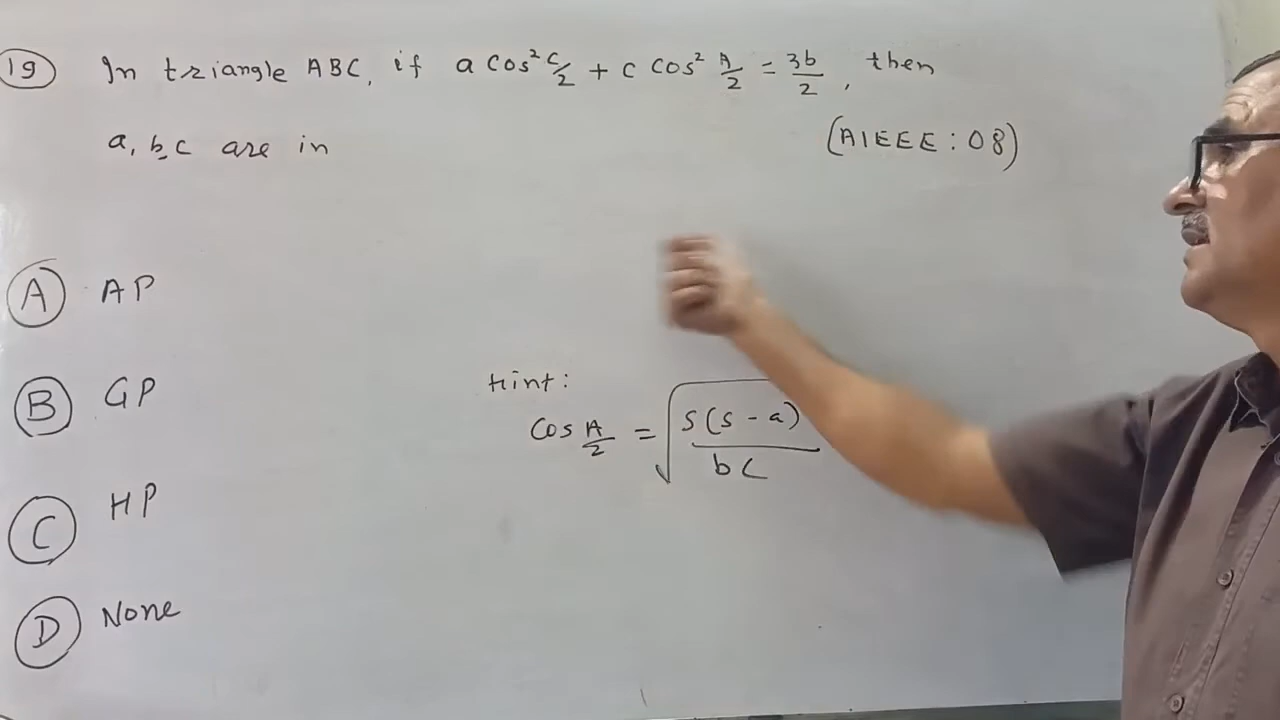 19 In triangle ABC, if a cos² C/2 + c cos² A/2 = 3b/2, then
a, b, c are in
(AIEEE : 08)
A AP
B GP
C HP
D None
Hint:
cos A/2 = √(s(s-a)/bc)